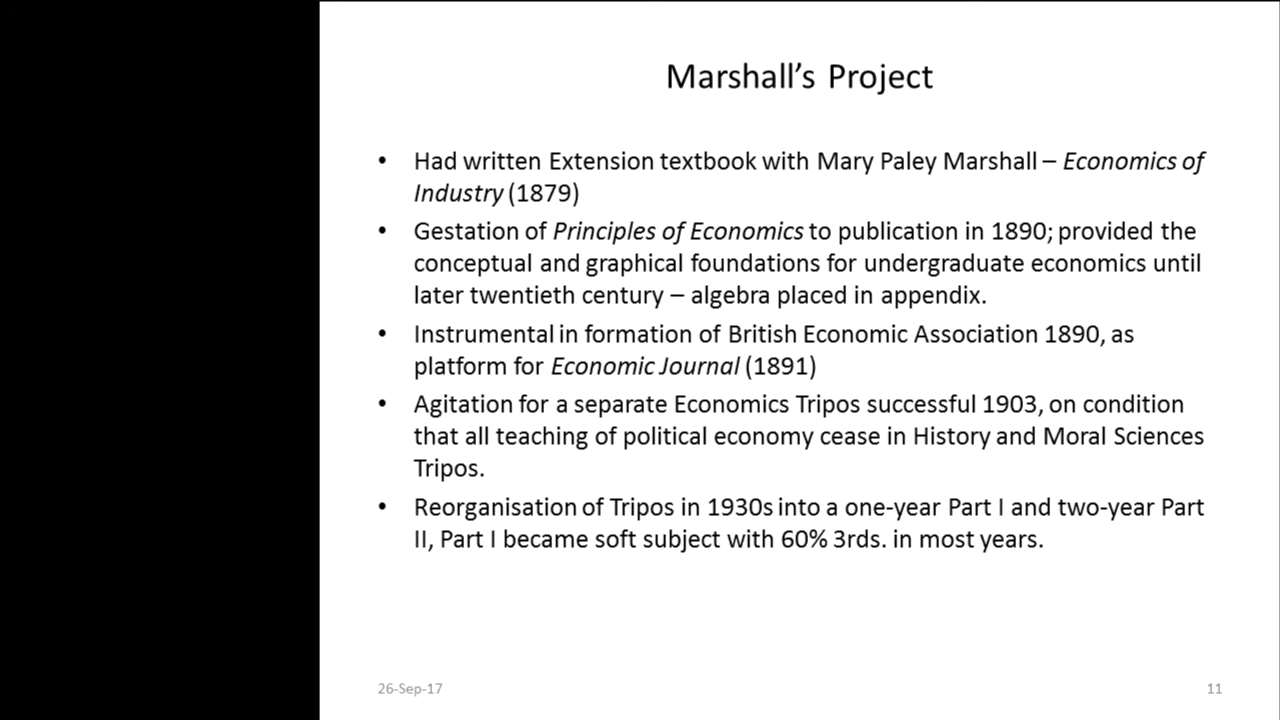 Marshall’s Project
• Had written Extension textbook with Mary Paley Marshall – Economics of
Industry (1879)
• Gestation of Principles of Economics to publication in 1890; provided the
conceptual and graphical foundations for undergraduate economics until
later twentieth century – algebra placed in appendix.
• Instrumental in formation of British Economic Association 1890, as
platform for Economic Journal (1891)
• Agitation for a separate Economics Tripos successful 1903, on condition
that all teaching of political economy cease in History and Moral Sciences
Tripos.
• Reorganisation of Tripos in 1930s into a one-year Part I and two-year Part
II, Part I became soft subject with 60% 3rds. in most years.
26-Sep-17
11